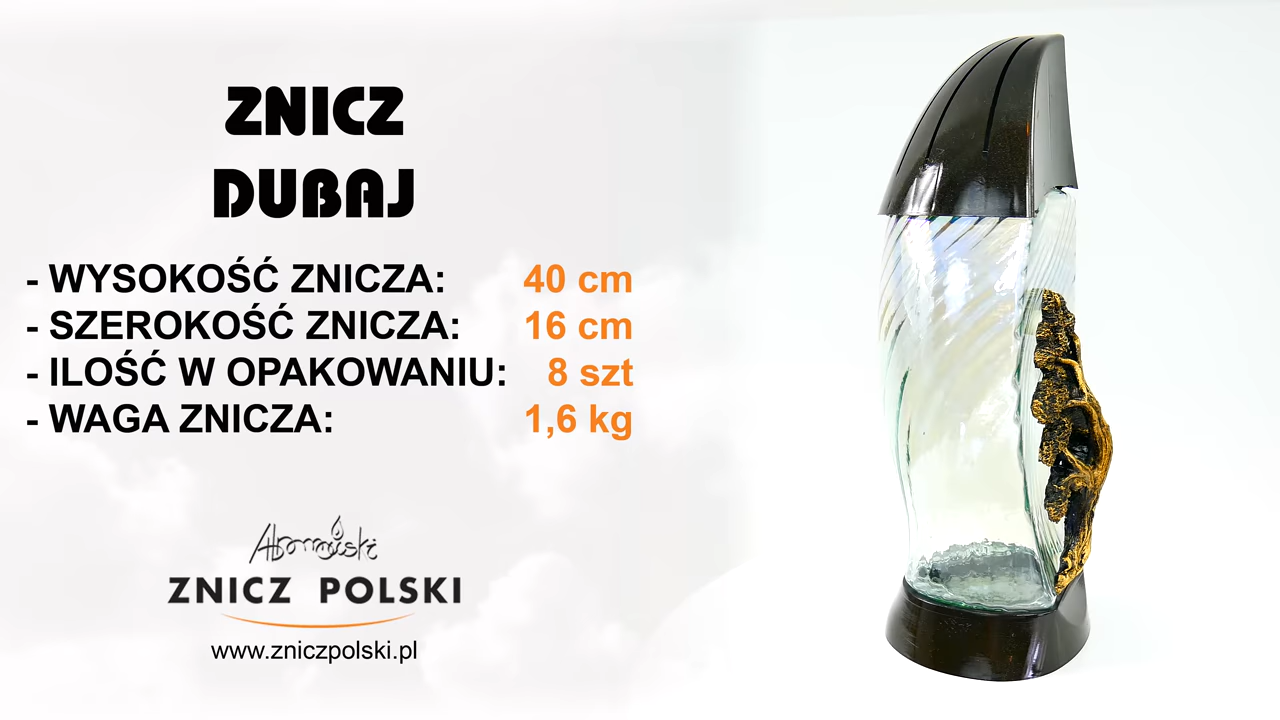 ZNICZ
DUBAJ
- WYSOKOŚĆ ZNICZA: 40 cm
- SZEROKOŚĆ ZNICZA: 16 cm
- ILOŚĆ W OPAKOWANIU: 8 szt
- WAGA ZNICZA: 1,6 kg
ZNICZ POLSKI
www.zniczpolski.pl